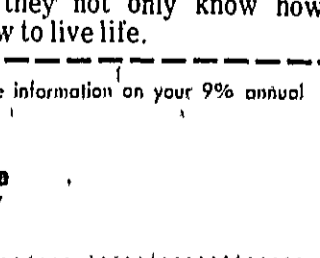 they not only know how
w to live life.
e information on your 9% annual